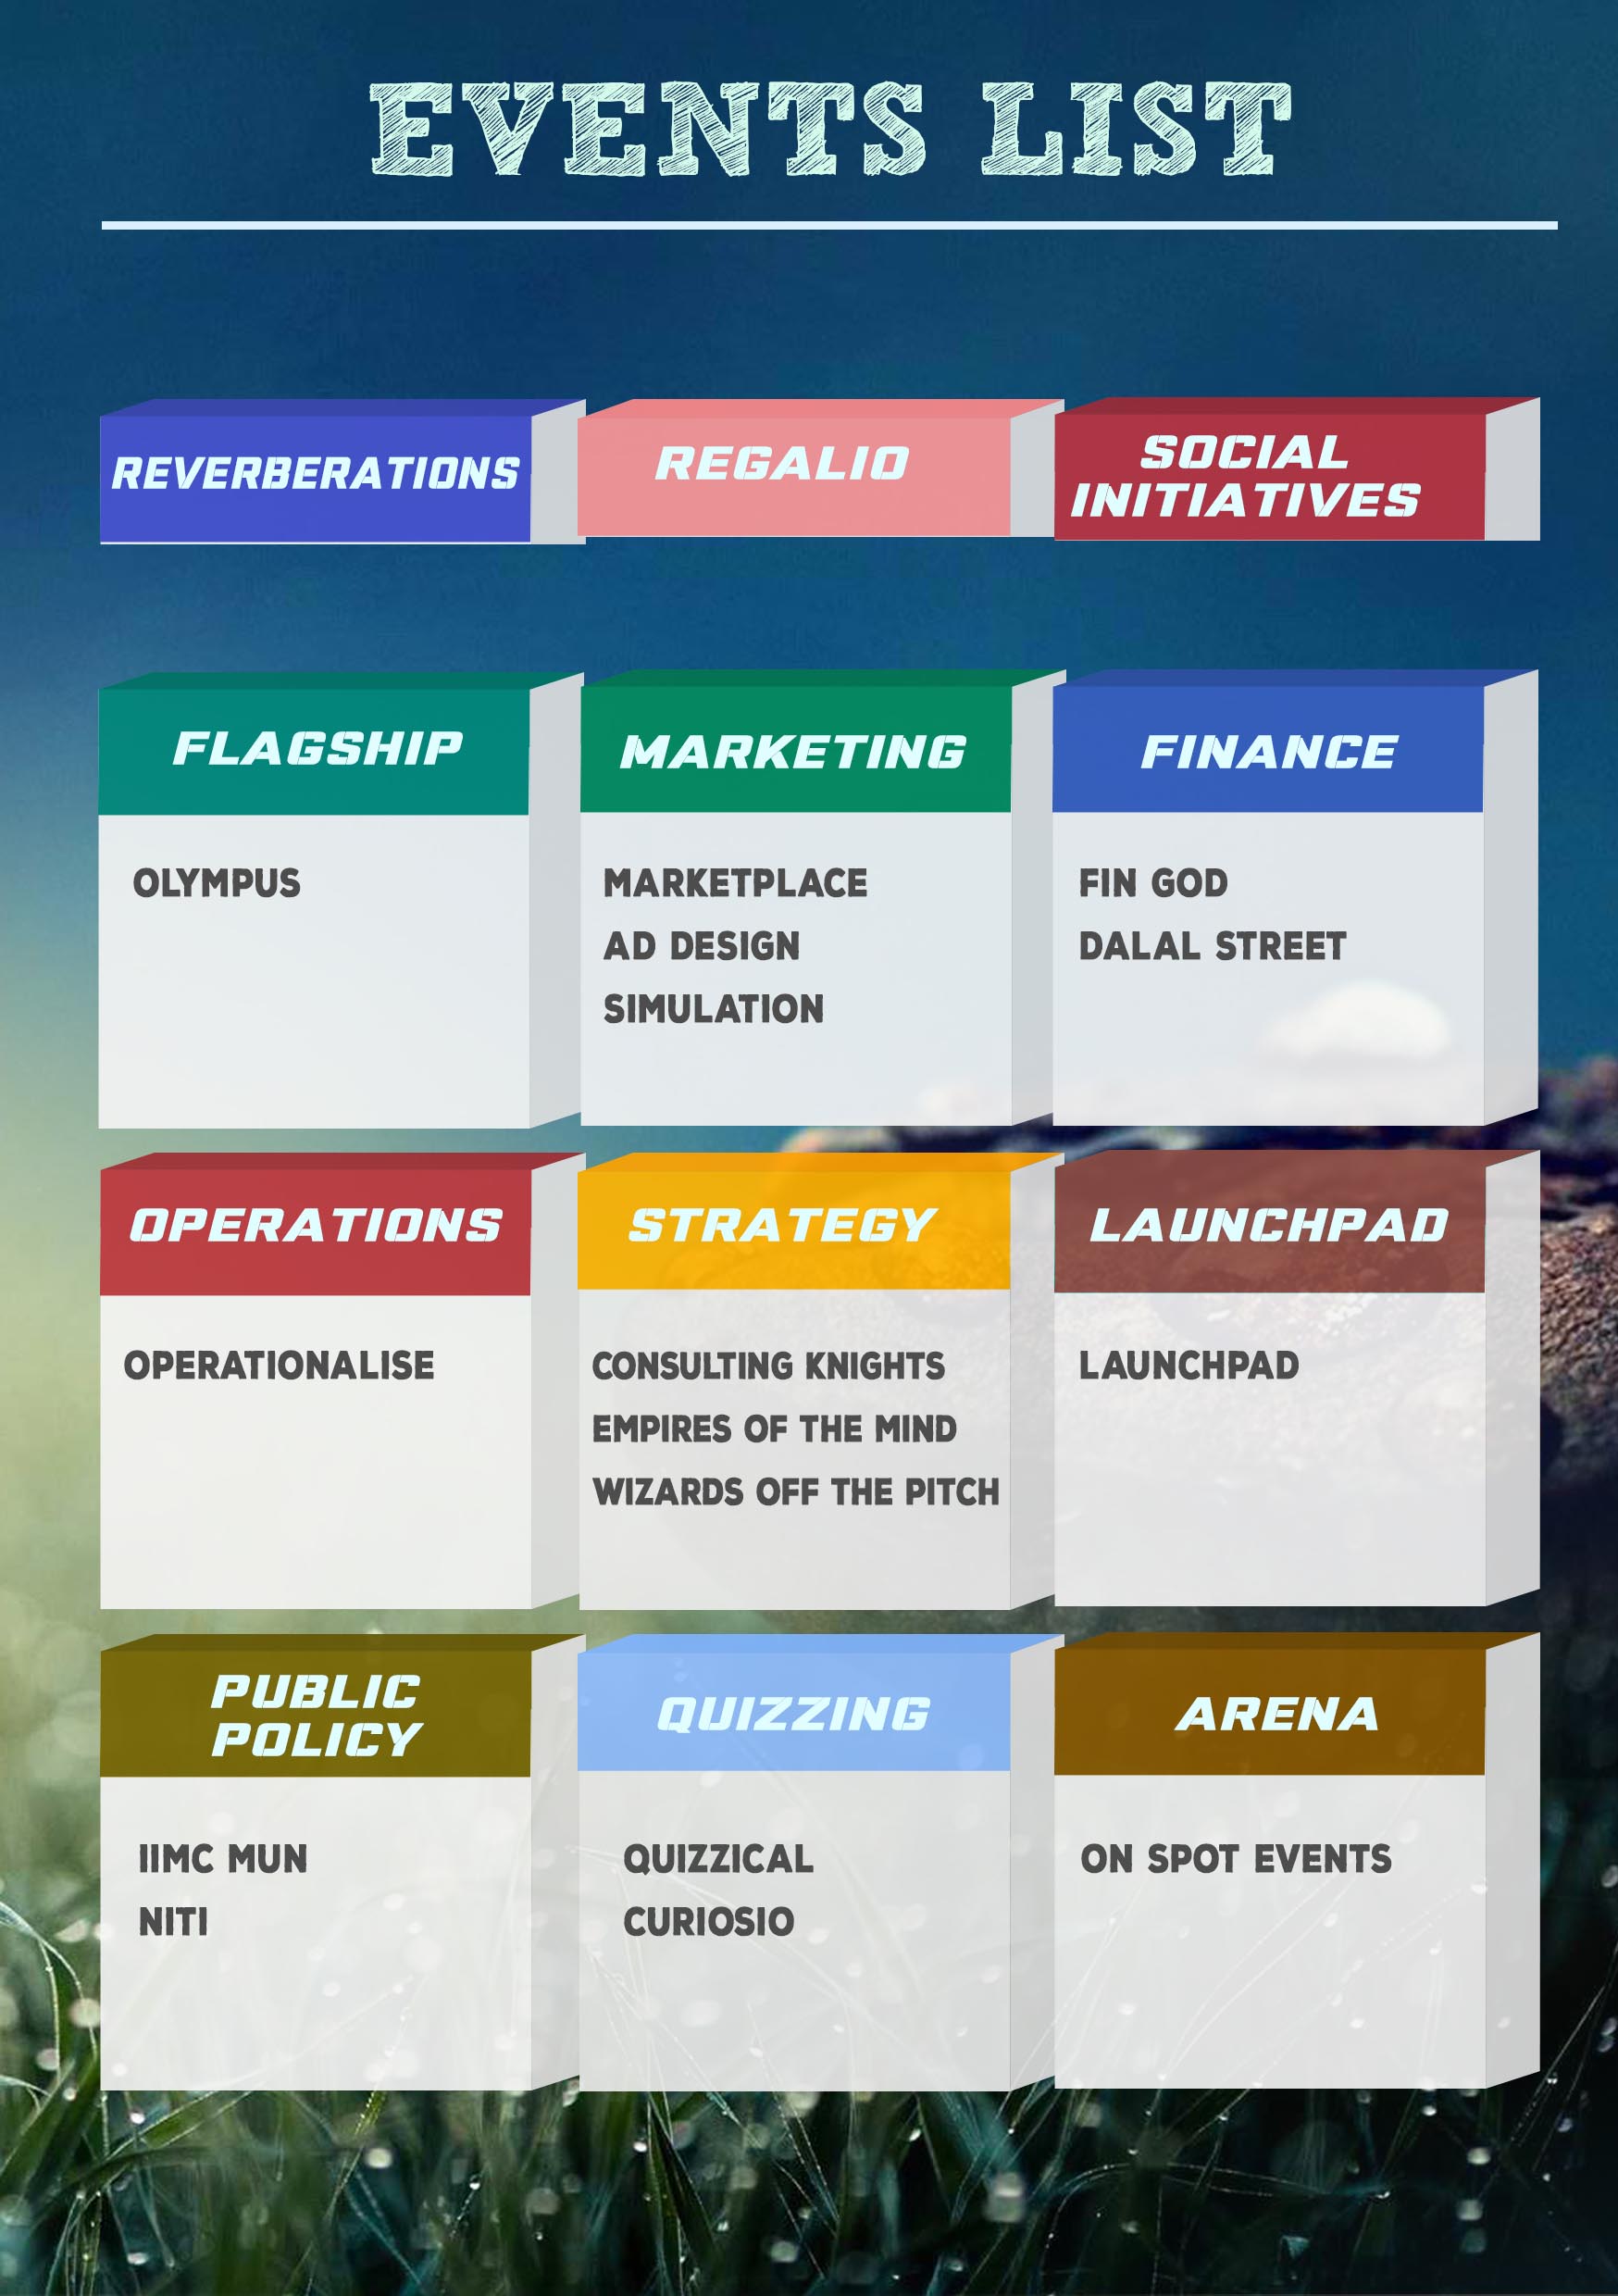 EVENTS LIST
REVERBERATIONS
REGALIO
SOCIAL
INITIATIVES
FLAGSHIP
OLYMPUS
MARKETING
MARKETPLACE
AD DESIGN
SIMULATION
FINANCE
FIN GOD
DALAL STREET
OPERATIONS
OPERATIONALISE
STRATEGY
CONSULTING KNIGHTS
EMPIRES OF THE MIND
WIZARDS OFF THE PITCH
LAUNCHPAD
LAUNCHPAD
PUBLIC
POLICY
IIMC MUN
NITI
QUIZZING
QUIZZICAL
CURIOSIO
ARENA
ON SPOT EVENTS